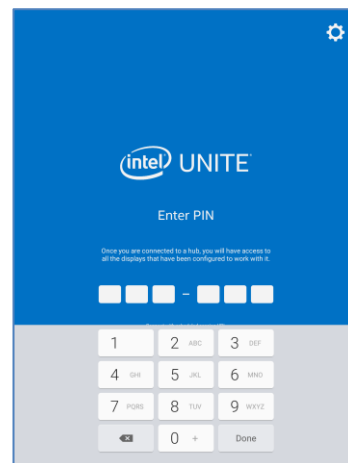 intel UNITE
Enter PIN
Once you are connected to a hub, you will have access to
all the displays that have been configured to work with it.
–
1
2 ABC
3 DEF
4 GHI
5 JKL
6 MNO
7 PQRS
8 TUV
9 WXYZ
0 +
Done